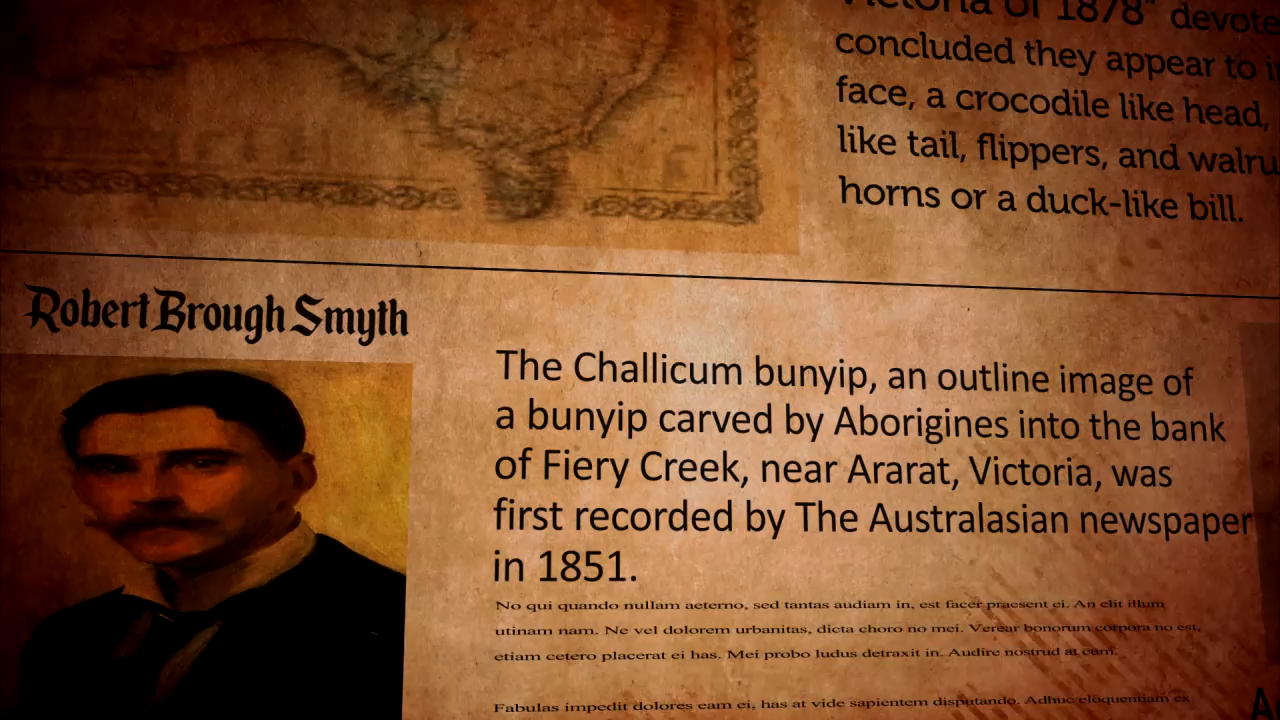 Victoria of 1878" devote
concluded they appear to
face, a crocodile like head,
like tail, flippers, and walru
horns or a duck-like bill.
Robert Brough Smyth
The Challicum bunyip, an outline image of
a bunyip carved by Aborigines into the bank
of Fiery Creek, near Ararat, Victoria, was
first recorded by The Australasian newspaper
in 1851.
No qui quando nullam aeterno, sed tantas audiam in, est facer praesent ei. An elit illum
utinam nam. Ne vel dolorem urbanitas, dicta choro no mei. Verear bonorum corpora no est,
etiam cetero placerat ei has. Mei probo ludus detraxit in. Audire nostrud at eum.
Fabulas impedit dolores eam ei, has at vide sapientem disputando. Adhuc eloquentiam ex